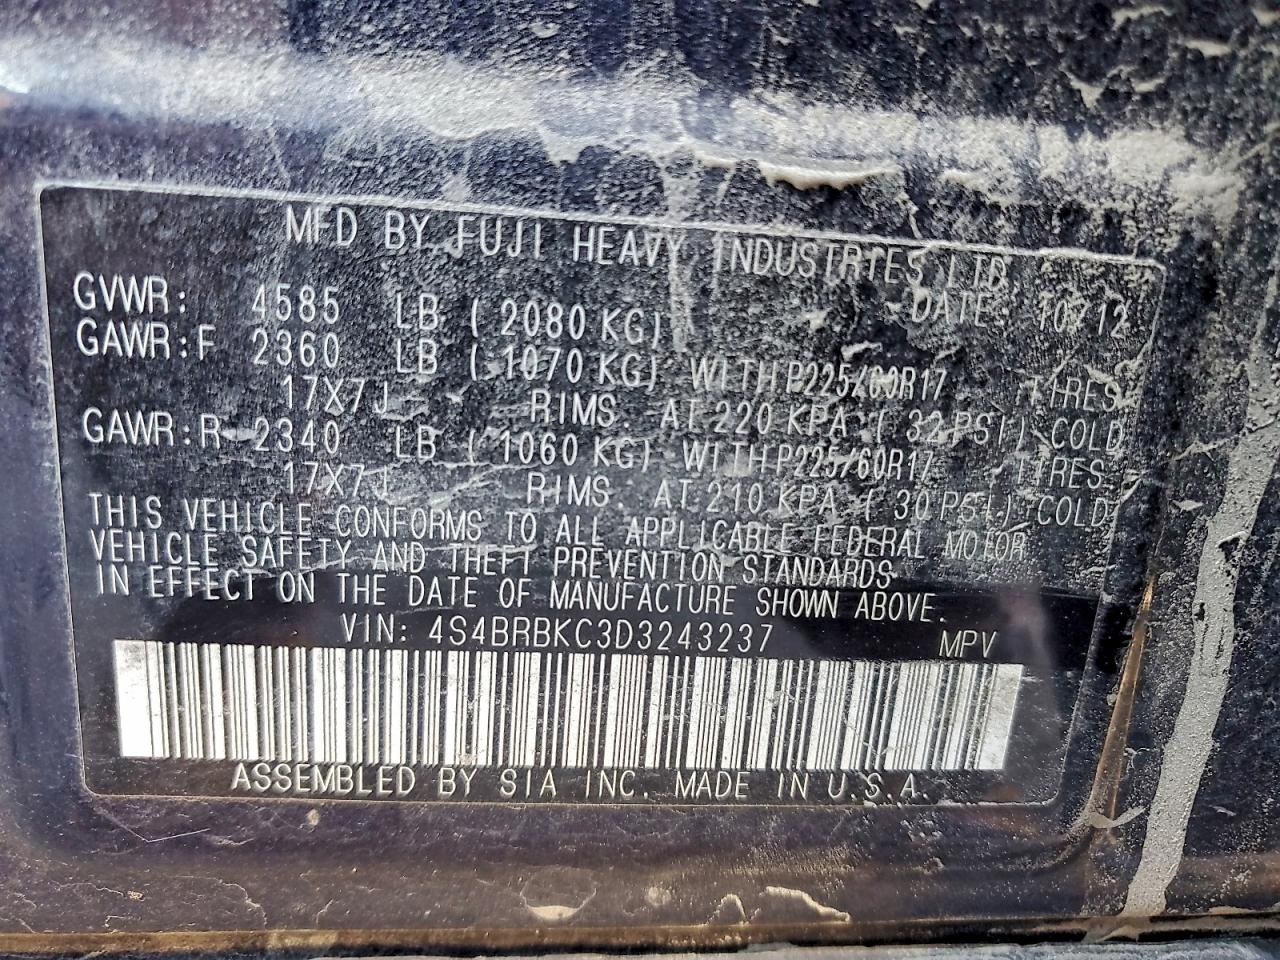 MFD BY FUJI HEAVY INDUSTRIES LTD
DATE: 10/12
GVWR: 4585 LB ( 2080 KG)
GAWR:F 2360 LB ( 1070 KG) WITH P225/60R17 TIRES
17X7J RIMS. AT 220 KPA ( 32 PSI) COLD
GAWR:R 2340 LB ( 1060 KG) WITH P225/60R17 TIRES
17X7J RIMS. AT 210 KPA ( 30 PSI) COLD
THIS VEHICLE CONFORMS TO ALL APPLICABLE FEDERAL MOTOR
VEHICLE SAFETY AND THEFT PREVENTION STANDARDS
IN EFFECT ON THE DATE OF MANUFACTURE SHOWN ABOVE.
VIN: 4S4BRBKC3D3243237 MPV
ASSEMBLED BY SIA INC. MADE IN U.S.A.